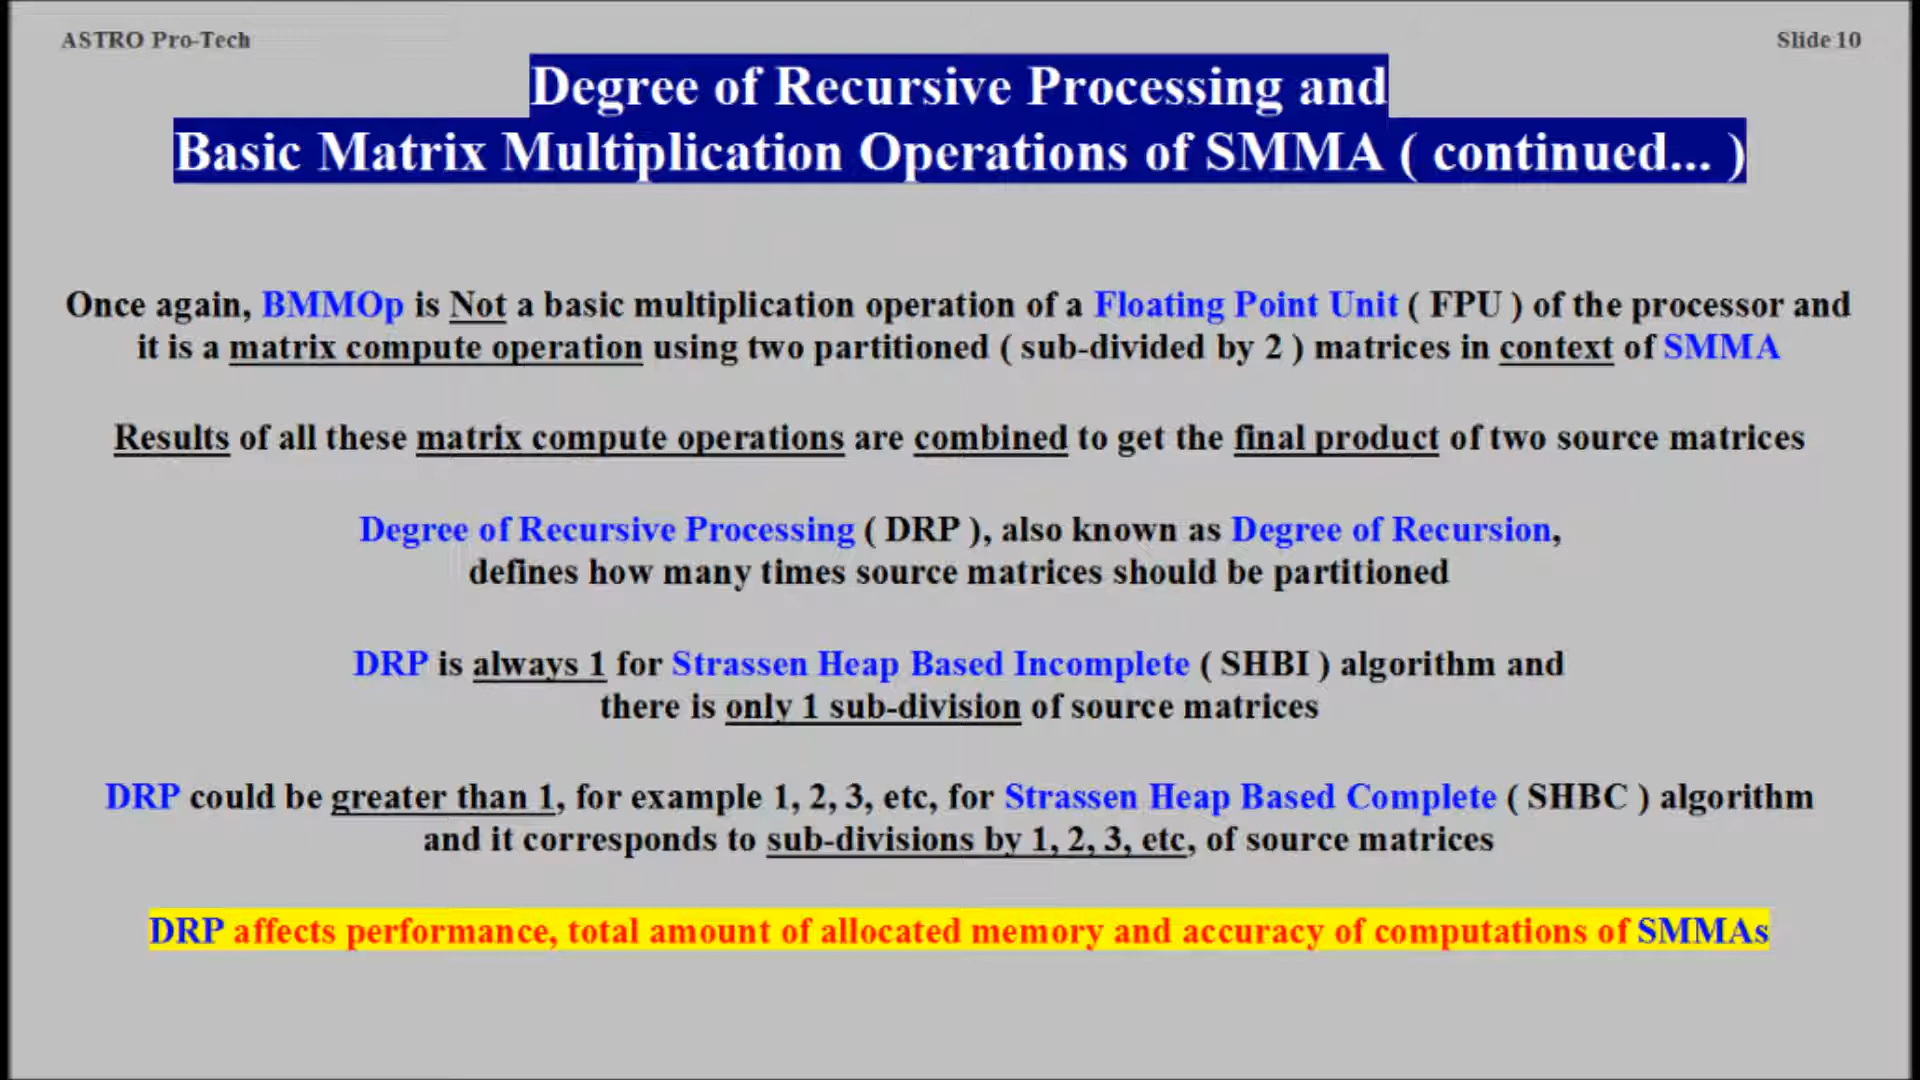 ASTRO Pro-Tech
Slide 10
Degree of Recursive Processing and
Basic Matrix Multiplication Operations of SMMA ( continued... )
Once again, BMMOp is Not a basic multiplication operation of a Floating Point Unit ( FPU ) of the processor and
it is a matrix compute operation using two partitioned ( sub-divided by 2 ) matrices in context of SMMA
Results of all these matrix compute operations are combined to get the final product of two source matrices
Degree of Recursive Processing ( DRP ), also known as Degree of Recursion,
defines how many times source matrices should be partitioned
DRP is always 1 for Strassen Heap Based Incomplete ( SHBI ) algorithm and
there is only 1 sub-division of source matrices
DRP could be greater than 1, for example 1, 2, 3, etc, for Strassen Heap Based Complete ( SHBC ) algorithm
and it corresponds to sub-divisions by 1, 2, 3, etc, of source matrices
DRP affects performance, total amount of allocated memory and accuracy of computations of SMMAs